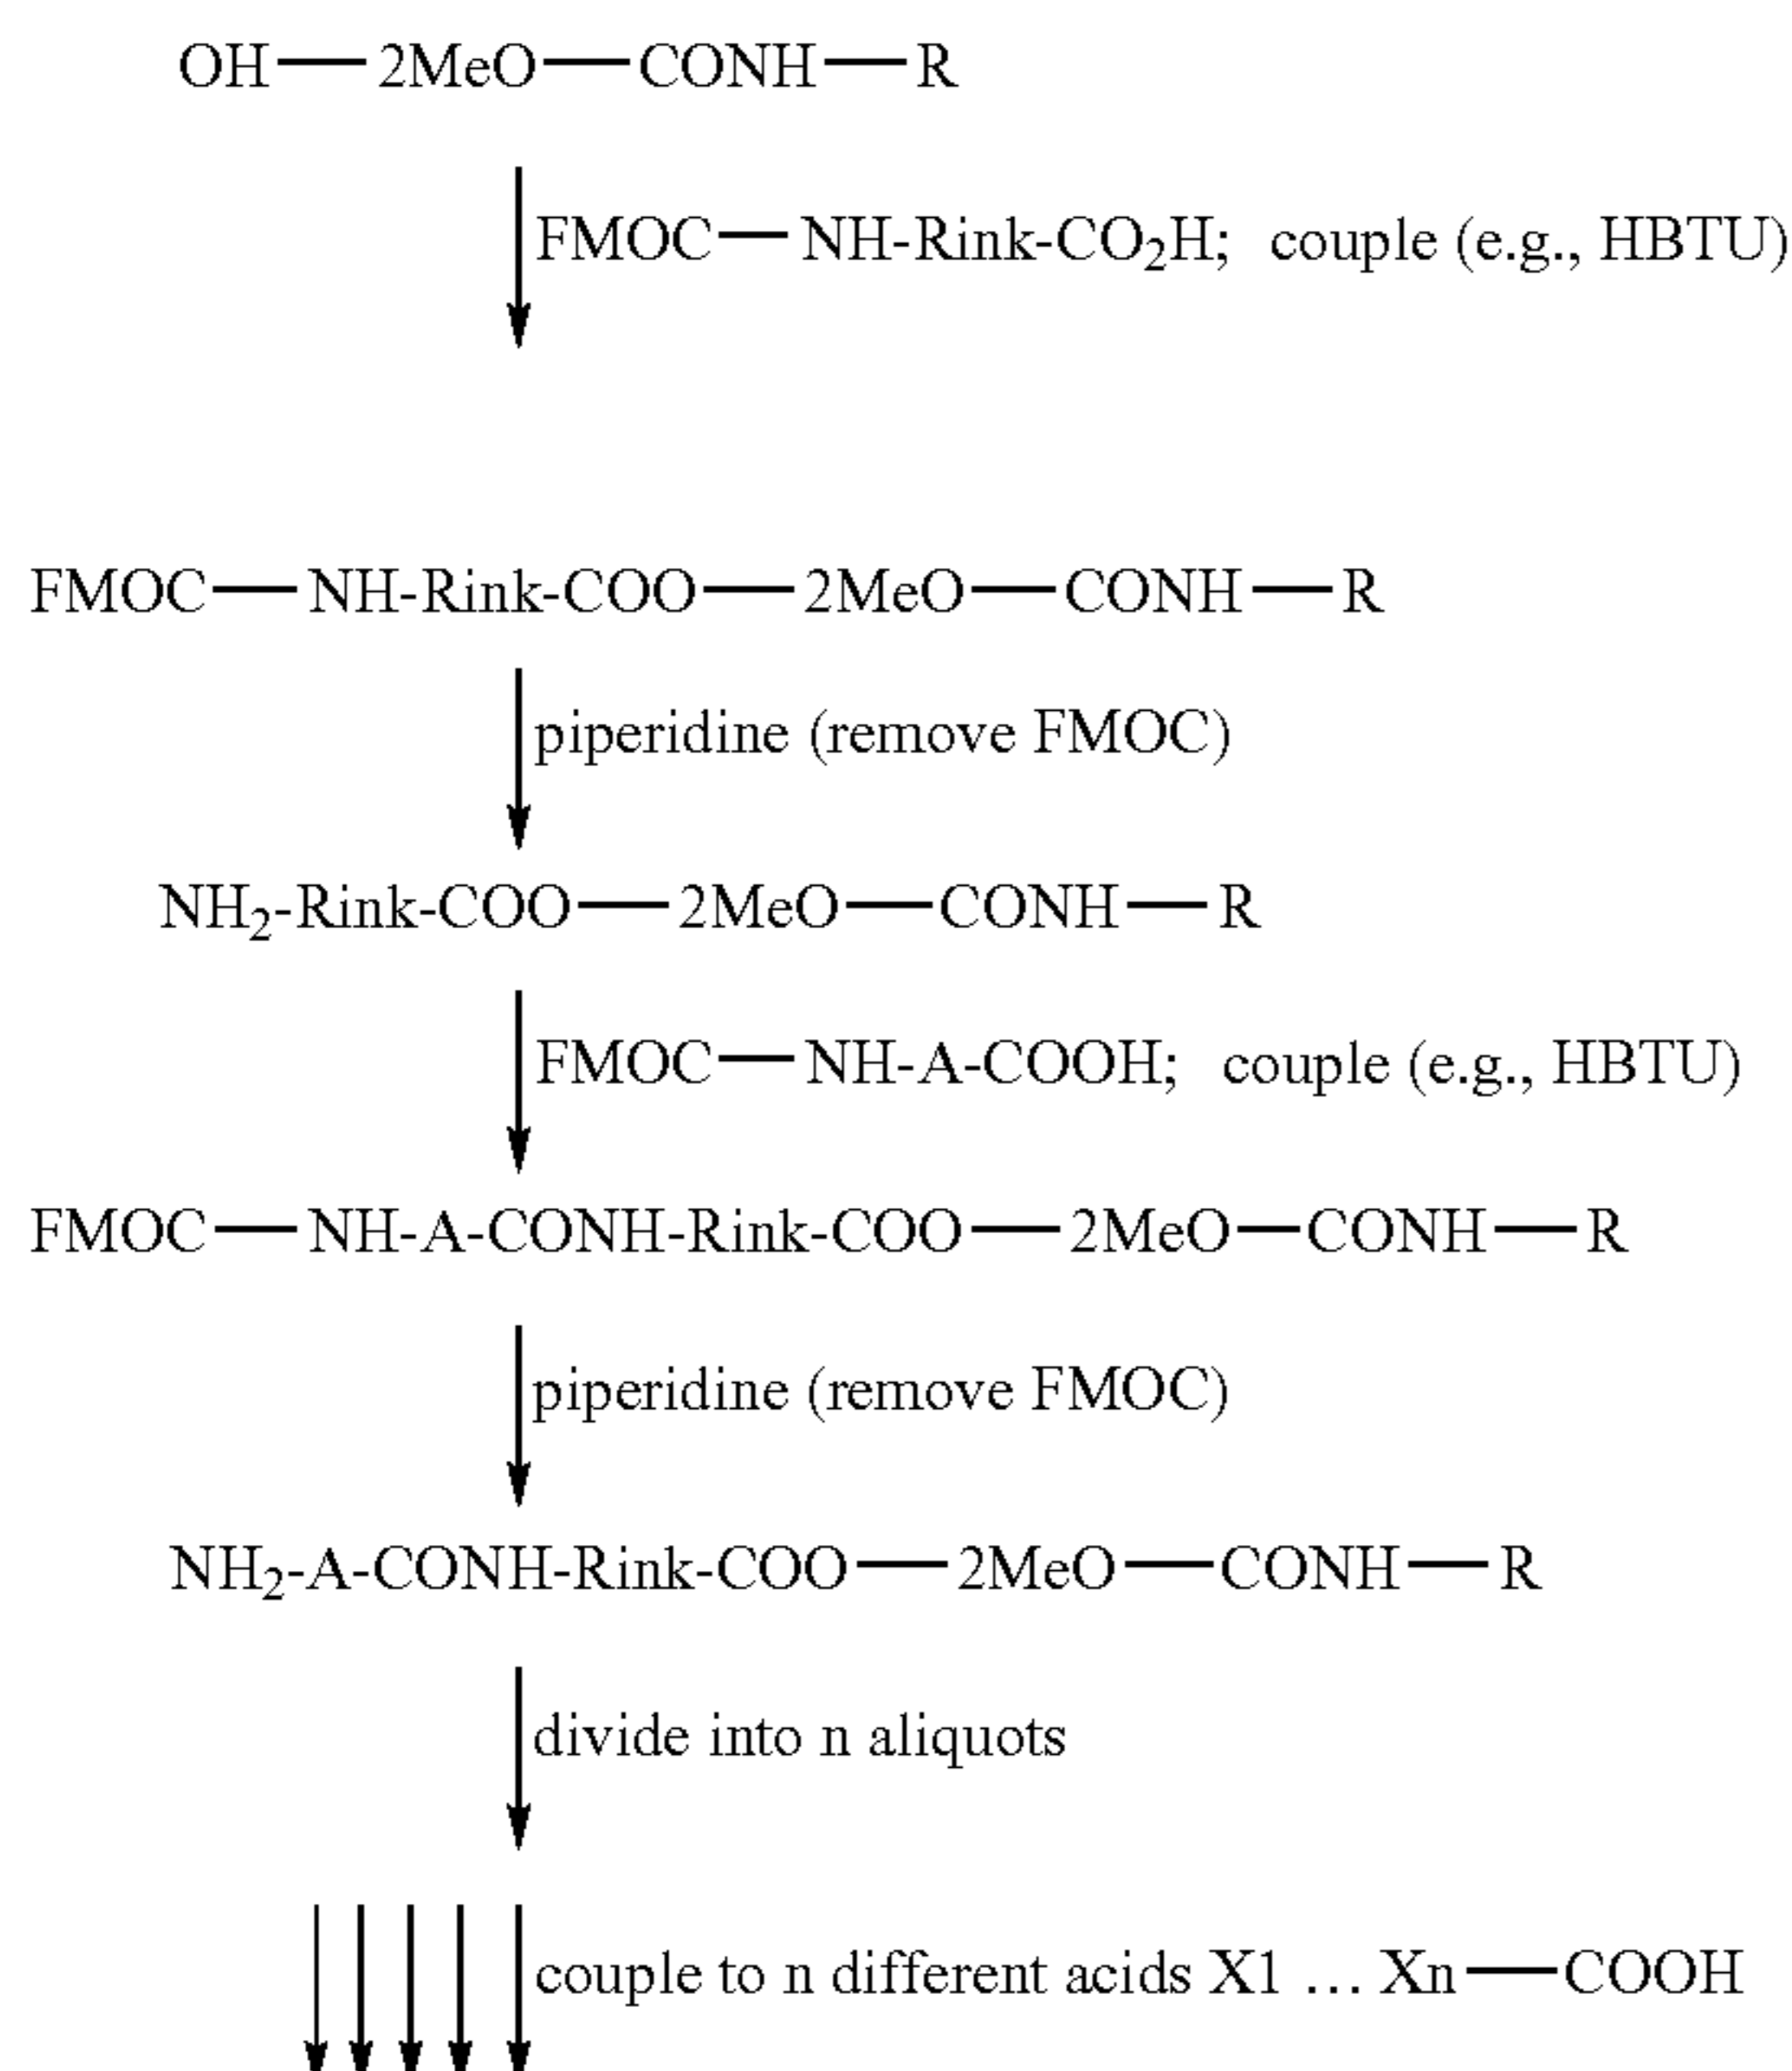 OH—2MeO—CONH—R
FMOC—NH-Rink-CO₂H; couple (e.g., HBTU)
FMOC—NH-Rink-COO—2MeO—CONH—R
piperidine (remove FMOC)
NH₂-Rink-COO—2MeO—CONH—R
FMOC—NH-A-COOH; couple (e.g., HBTU)
FMOC—NH-A-CONH-Rink-COO—2MeO—CONH—R
piperidine (remove FMOC)
NH₂-A-CONH-Rink-COO—2MeO—CONH—R
divide into n aliquots
couple to n different acids X1 … Xn—COOH